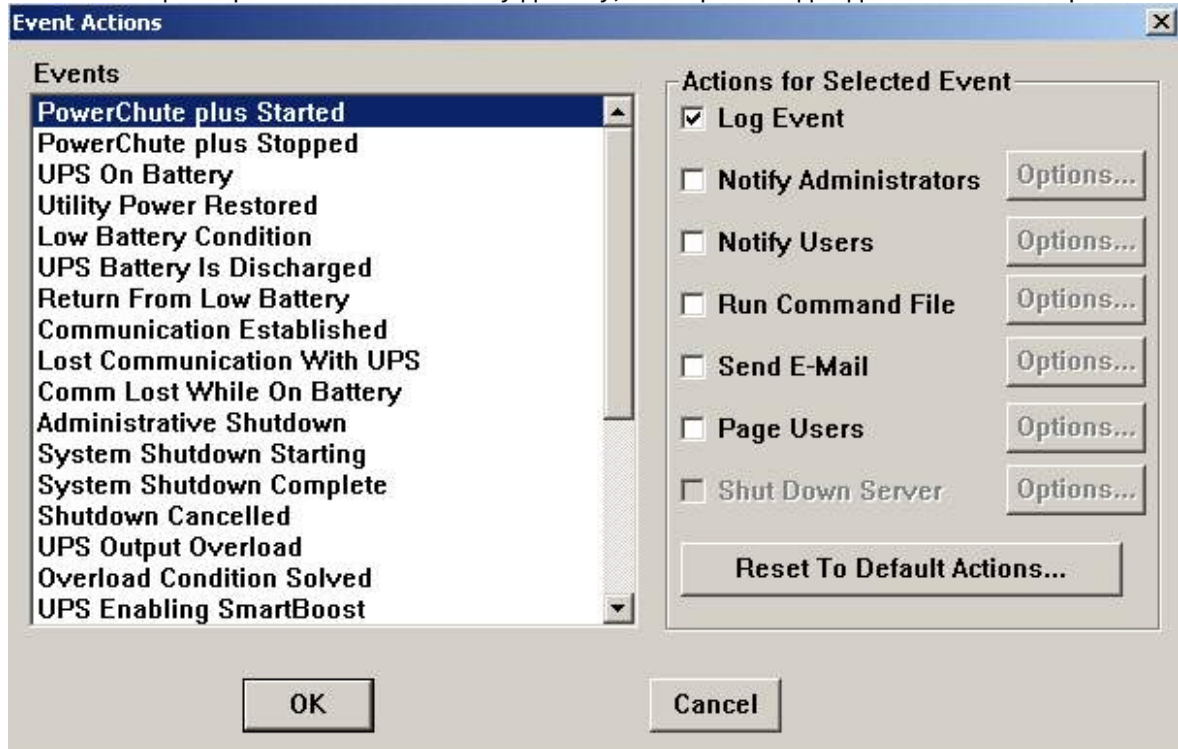 Event Actions
Events
PowerChute plus Started
PowerChute plus Stopped
UPS On Battery
Utility Power Restored
Low Battery Condition
UPS Battery Is Discharged
Return From Low Battery
Communication Established
Lost Communication With UPS
Comm Lost While On Battery
Administrative Shutdown
System Shutdown Starting
System Shutdown Complete
Shutdown Cancelled
UPS Output Overload
Overload Condition Solved
UPS Enabling SmartBoost
Actions for Selected Event
Log Event
Notify Administrators Options...
Notify Users Options...
Run Command File Options...
Send E-Mail Options...
Page Users Options...
Shut Down Server Options...
Reset To Default Actions...
OK
Cancel